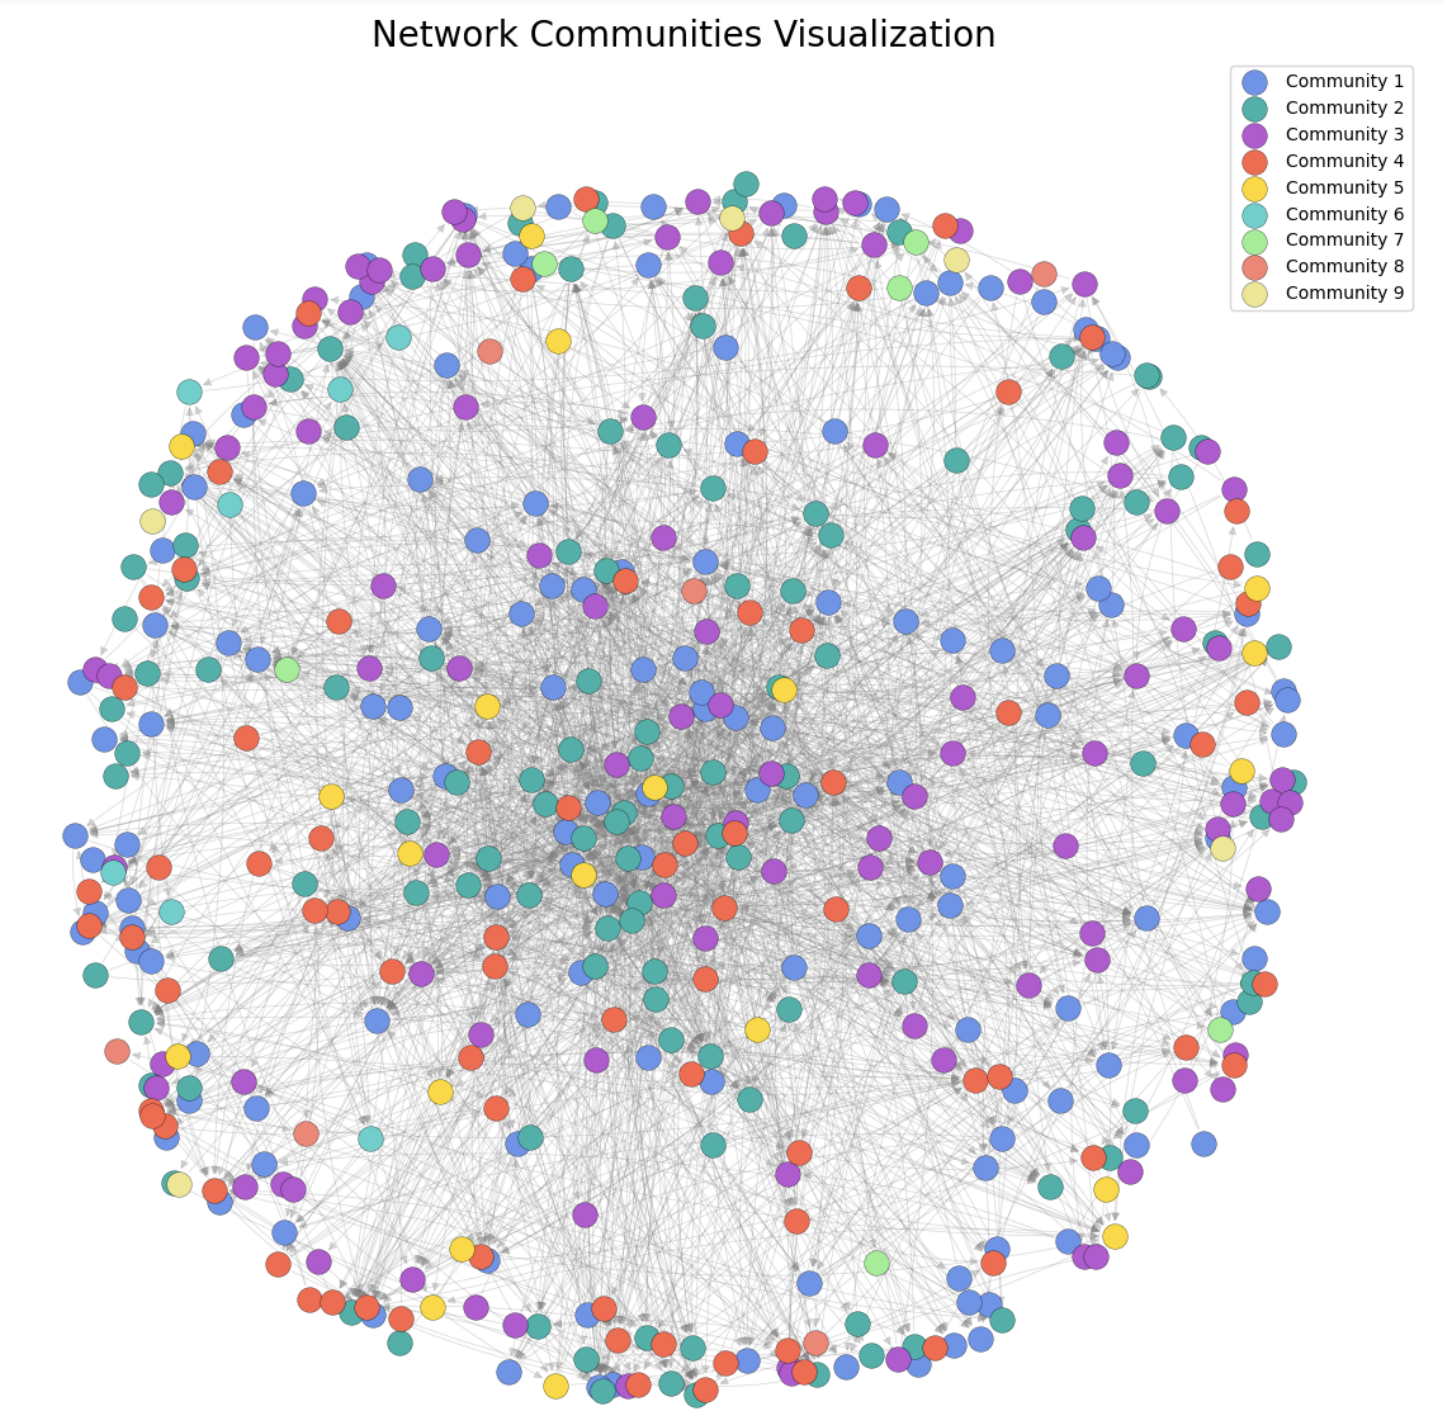 Network Communities Visualization
Community 1
Community 2
Community 3
Community 4
Community 5
Community 6
Community 7
Community 8
Community 9